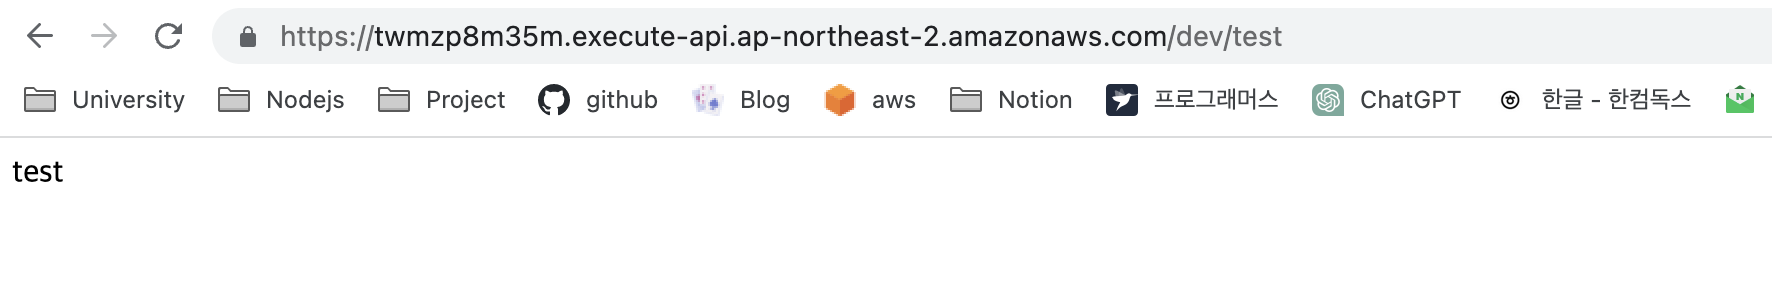 https://twmzp8m35m.execute-api.ap-northeast-2.amazonaws.com/dev/test
University Nodejs Project github Blog aws Notion 프로그래머스 ChatGPT 한글 - 한컴독스 N
test